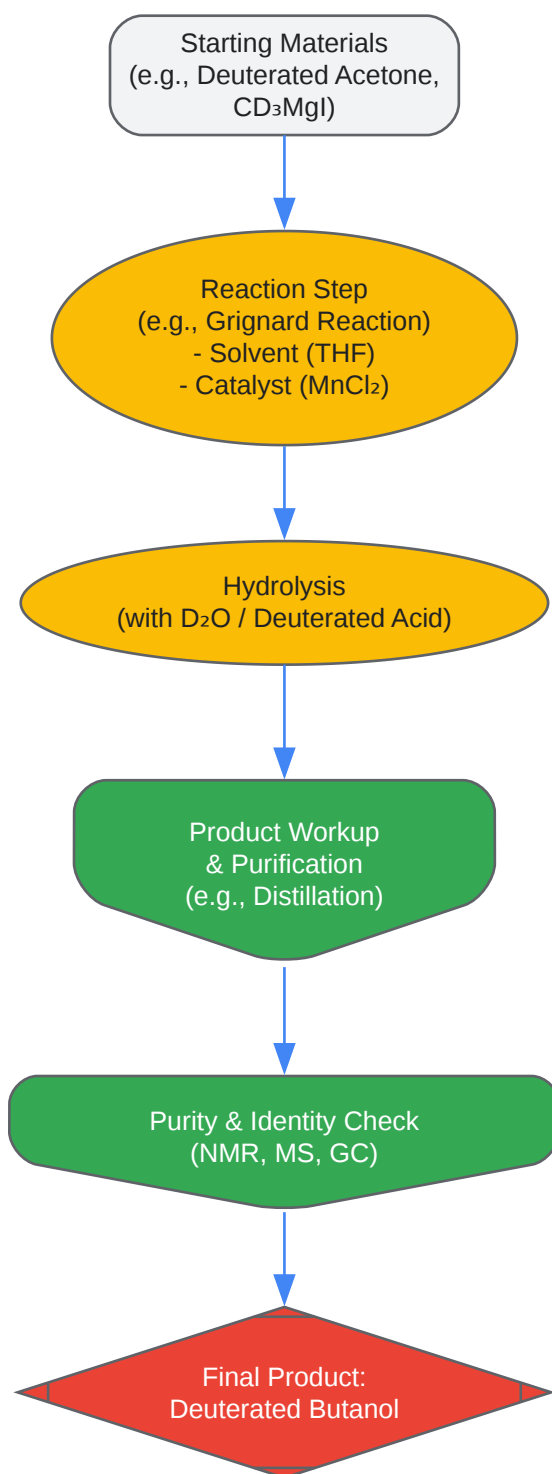 Starting Materials
(e.g., Deuterated Acetone,
CD₃MgI)
Reaction Step
(e.g., Grignard Reaction)
- Solvent (THF)
- Catalyst (MnCl₂)
Hydrolysis
(with D₂O / Deuterated Acid)
Product Workup
& Purification
(e.g., Distillation)
Purity & Identity Check
(NMR, MS, GC)
Final Product:
Deuterated Butanol